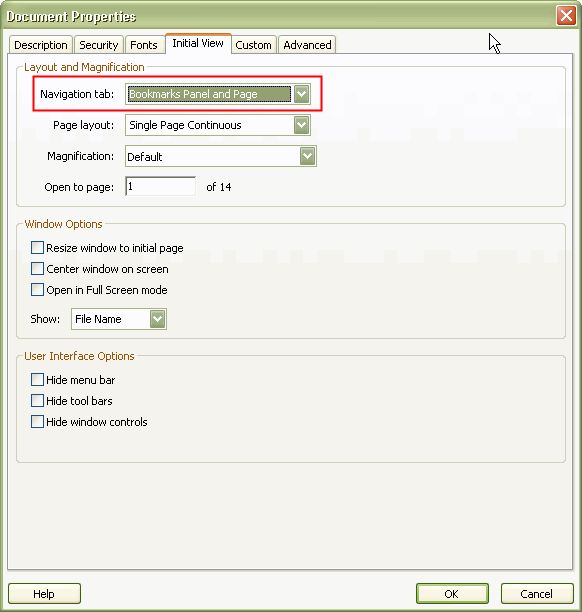 Document Properties
Description Security Fonts Initial View Custom Advanced
Layout and Magnification
Navigation tab: Bookmarks Panel and Page
Page layout: Single Page Continuous
Magnification: Default
Open to page: 1 of 14
Window Options
Resize window to initial page
Center window on screen
Open in Full Screen mode
Show: File Name
User Interface Options
Hide menu bar
Hide tool bars
Hide window controls
Help OK Cancel